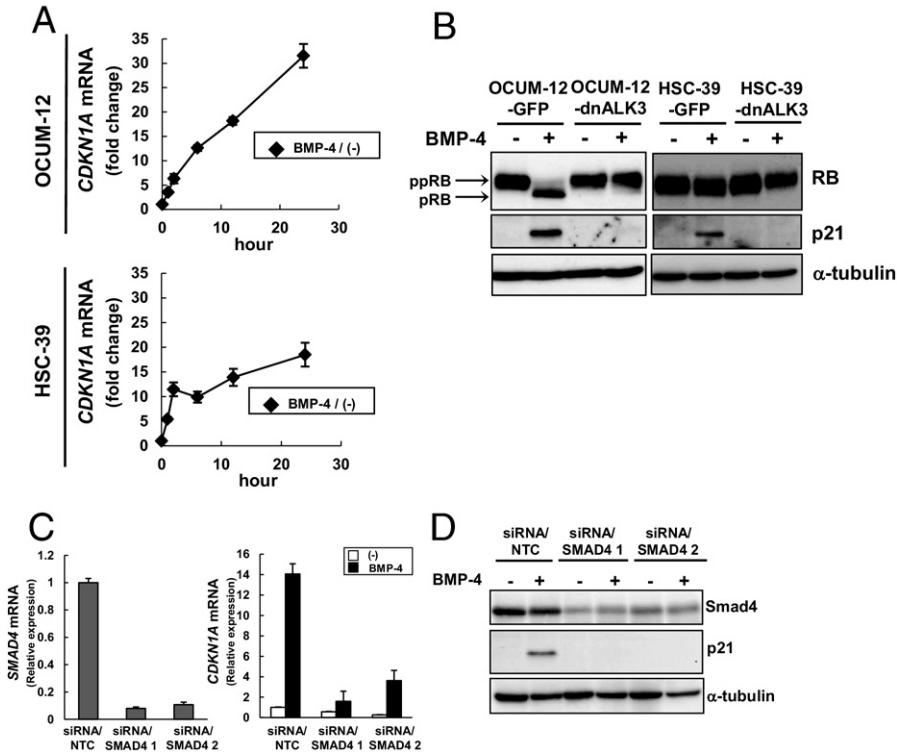 A
OCUM-12
CDKN1A mRNA
(fold change)
35
30
25
20
15
10
5
0
BMP-4 / (-)
0
10
20
30
hour
HSC-39
CDKN1A mRNA
(fold change)
35
30
25
20
15
10
5
0
BMP-4 / (-)
0
10
20
30
hour
B
OCUM-12 OCUM-12 HSC-39 HSC-39
-GFP -dnALK3 -GFP -dnALK3
BMP-4 - + - + - + - +
ppRB
pRB
RB
p21
α-tubulin
C
SMAD4 mRNA
(Relative expression)
1.2
1
0.8
0.6
0.4
0.2
0
siRNA/ siRNA/ siRNA/
NTC SMAD4 1 SMAD4 2
CDKN1A mRNA
(Relative expression)
16
14
12
10
8
6
4
2
0
(-)
BMP-4
siRNA/ siRNA/ siRNA/
NTC SMAD4 1 SMAD4 2
D
siRNA/ siRNA/ siRNA/
NTC SMAD4 1 SMAD4 2
BMP-4 - + - + - +
Smad4
p21
α-tubulin